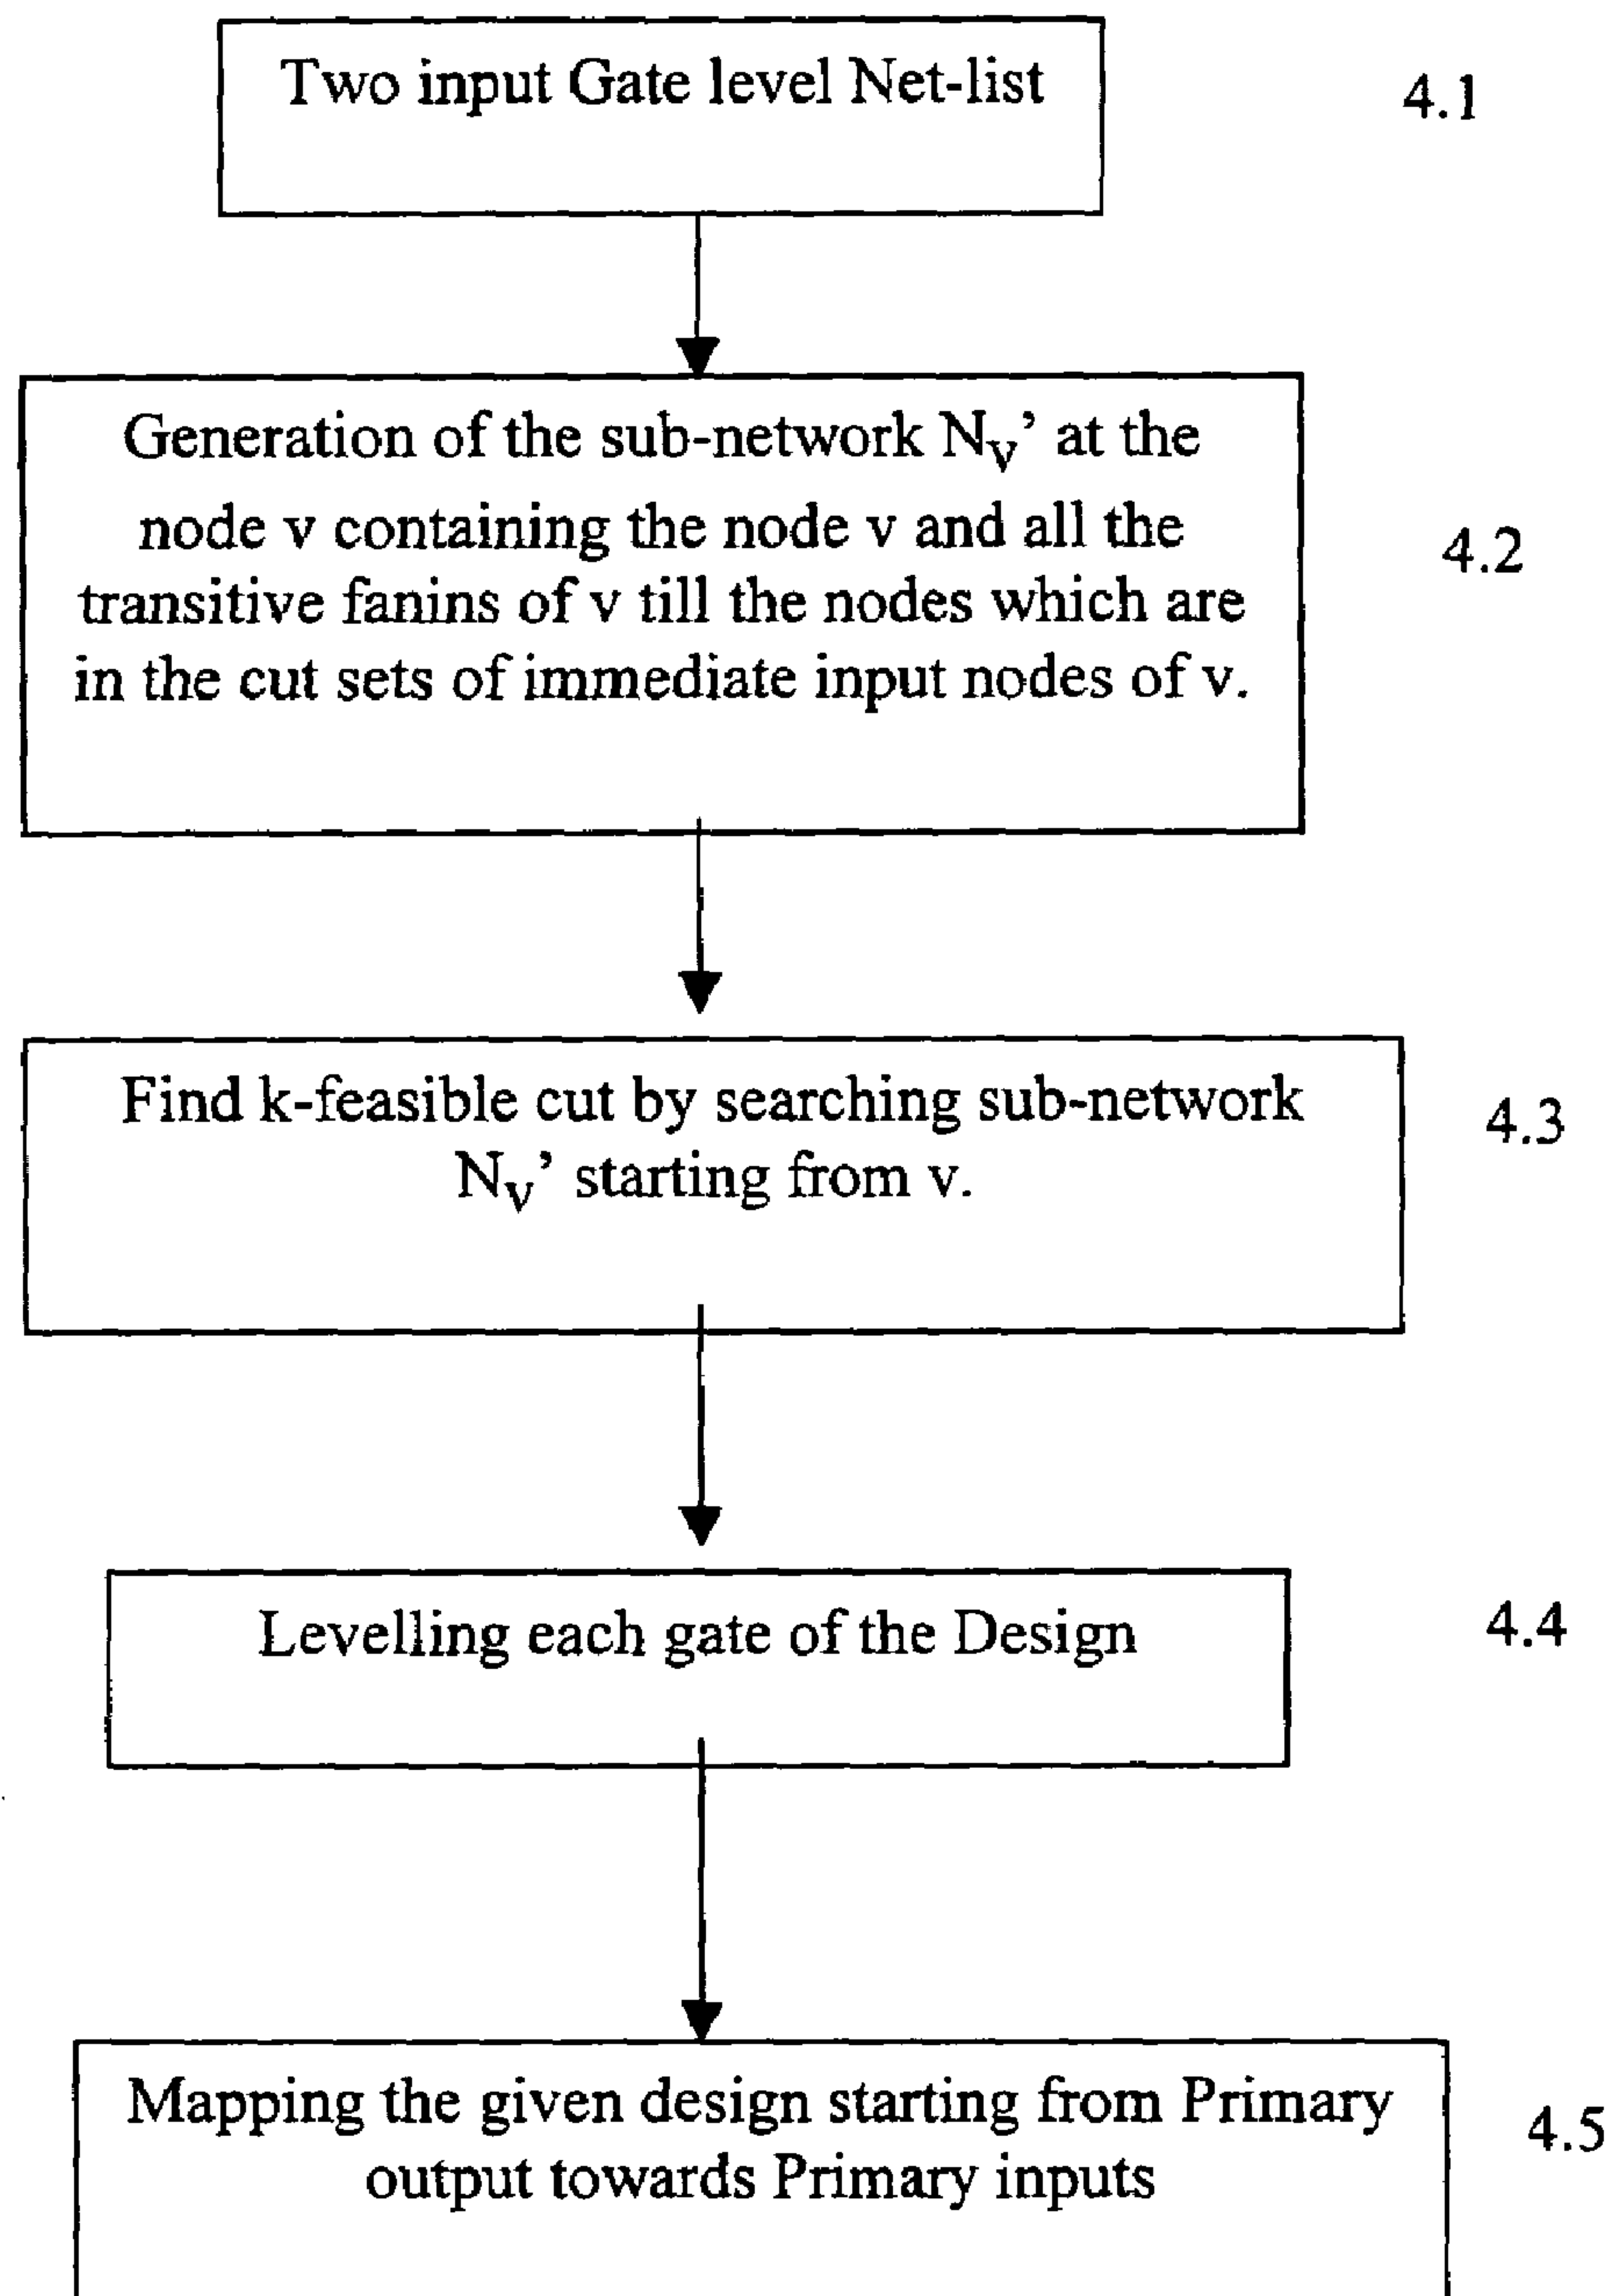 Two input Gate level Net-list
4.1
Generation of the sub-network Nv’ at the
node v containing the node v and all the
transitive fanins of v till the nodes which are
in the cut sets of immediate input nodes of v.
4.2
Find k-feasible cut by searching sub-network
Nv’ starting from v.
4.3
Levelling each gate of the Design
4.4
Mapping the given design starting from Primary
output towards Primary inputs
4.5